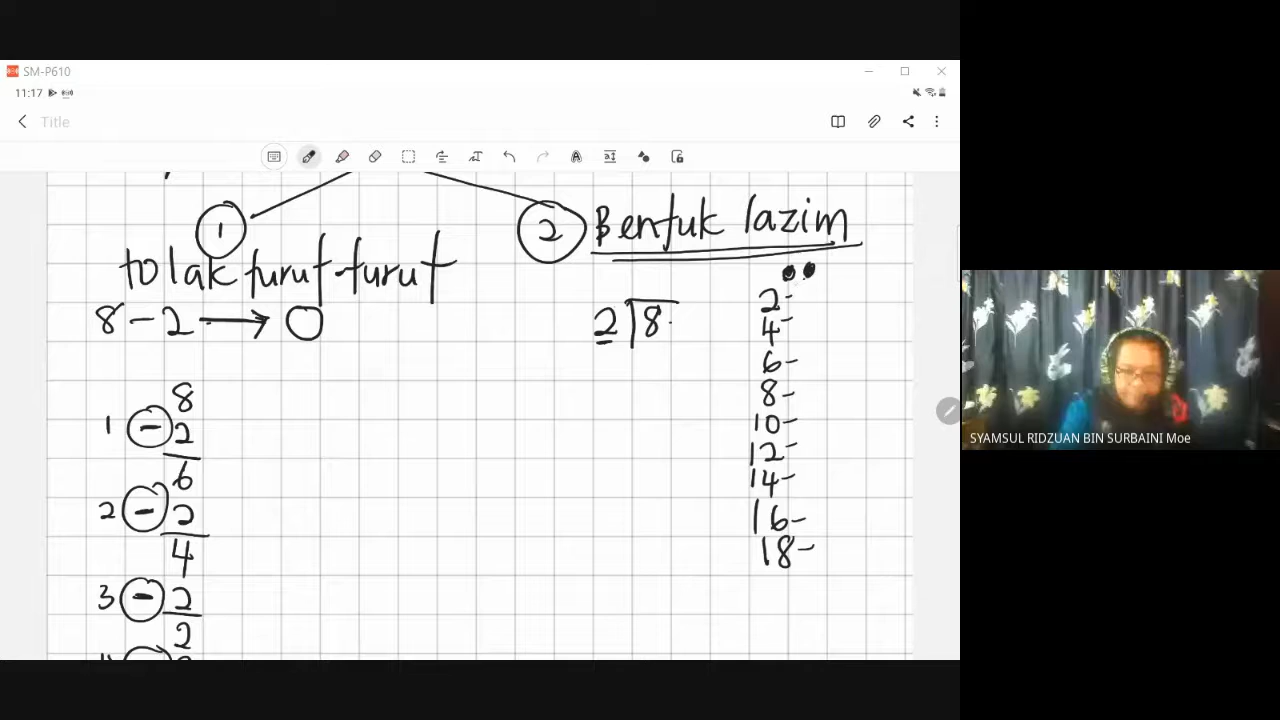 SM-P610
11:17
Title
1
2 Bentuk lazim
tolak turut-turut
8 - 2 → 0
2 8
2-
4-
6-
8-
10-
12-
14-
16-
18-
8
1 - 2
6
2 - 2
4
3 - 2
2
SYAMSUL RIDZUAN BIN SURBAINI Moe